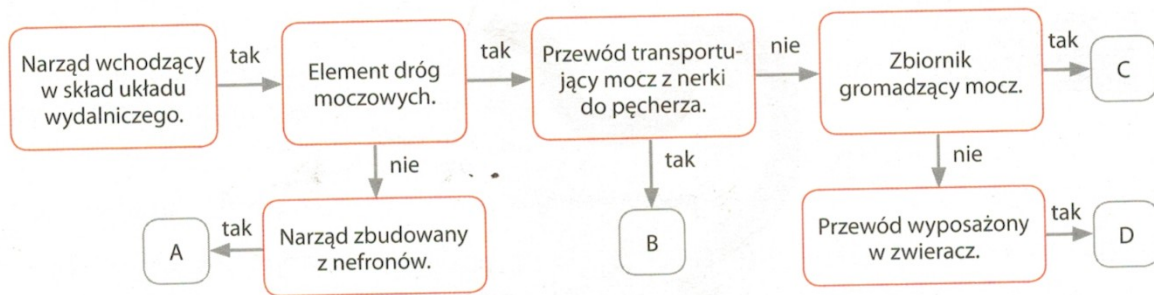 Narząd wchodzący
w skład układu
wydalniczego.
tak
Element dróg
moczowych.
tak
Przewód transportu-
jący mocz z nerki
do pęcherza.
nie
Zbiornik
gromadzący mocz.
tak
C
nie
tak
nie
A
tak
Narząd zbudowany
z nefronów.
B
Przewód wyposażony
w zwieracz.
tak
D